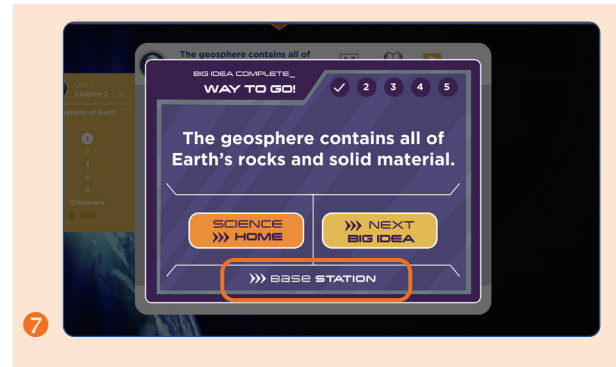 The geosphere contains all of
BIG IDEA COMPLETE_
WAY TO GO!
2 3 4 5
Unit 1
Chapter 2
ystems of Earth
1
2
3
4
5
Discovery
Quiz
The geosphere contains all of
Earth's rocks and solid material.
SCIENCE
>>> HOME
>>> NEXT
BIG IDEA
>>> BASE STATION
7